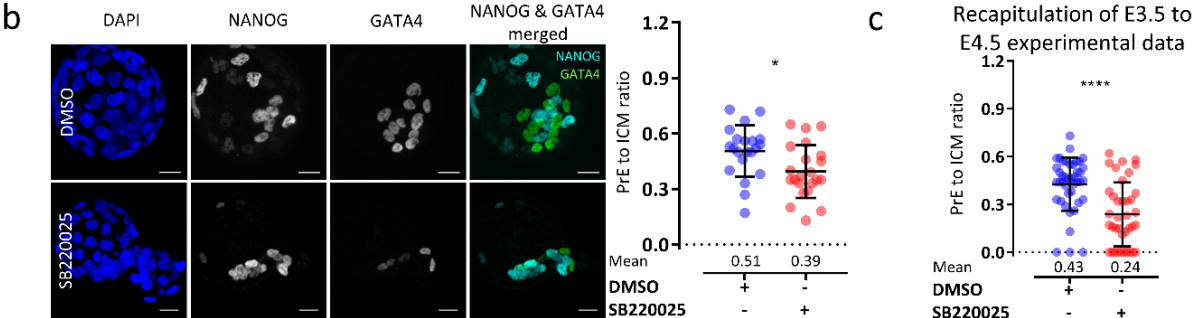 b
DAPI
NANOG
GATA4
NANOG & GATA4
merged
NANOG
GATA4
DMSO
SB220025
PrE to ICM ratio
1.2
0.9
0.6
0.3
0.0
*
Mean
0.51
0.39
DMSO + -
SB220025 - +
c
Recapitulation of E3.5 to
E4.5 experimental data
PrE to ICM ratio
1.2
0.9
0.6
0.3
0.0
****
Mean
0.43
0.24
DMSO + -
SB220025 - +